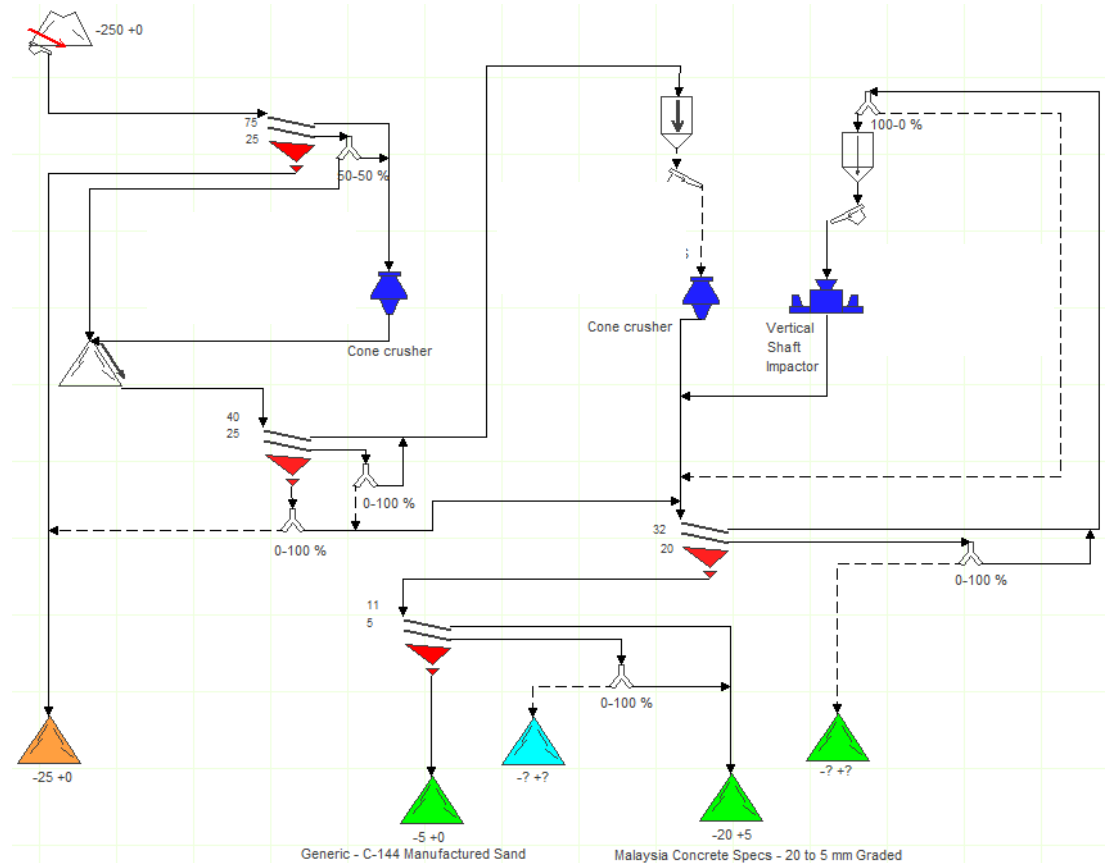 -250 +0
75
25
50-50 %
100-0 %
Cone crusher
Cone crusher
Vertical
Shaft
Impactor
40
25
0-100 %
0-100 %
32
20
0-100 %
11
5
0-100 %
-25 +0
-? +?
-? +?
-5 +0
-20 +5
Generic - C-144 Manufactured Sand
Malaysia Concrete Specs - 20 to 5 mm Graded